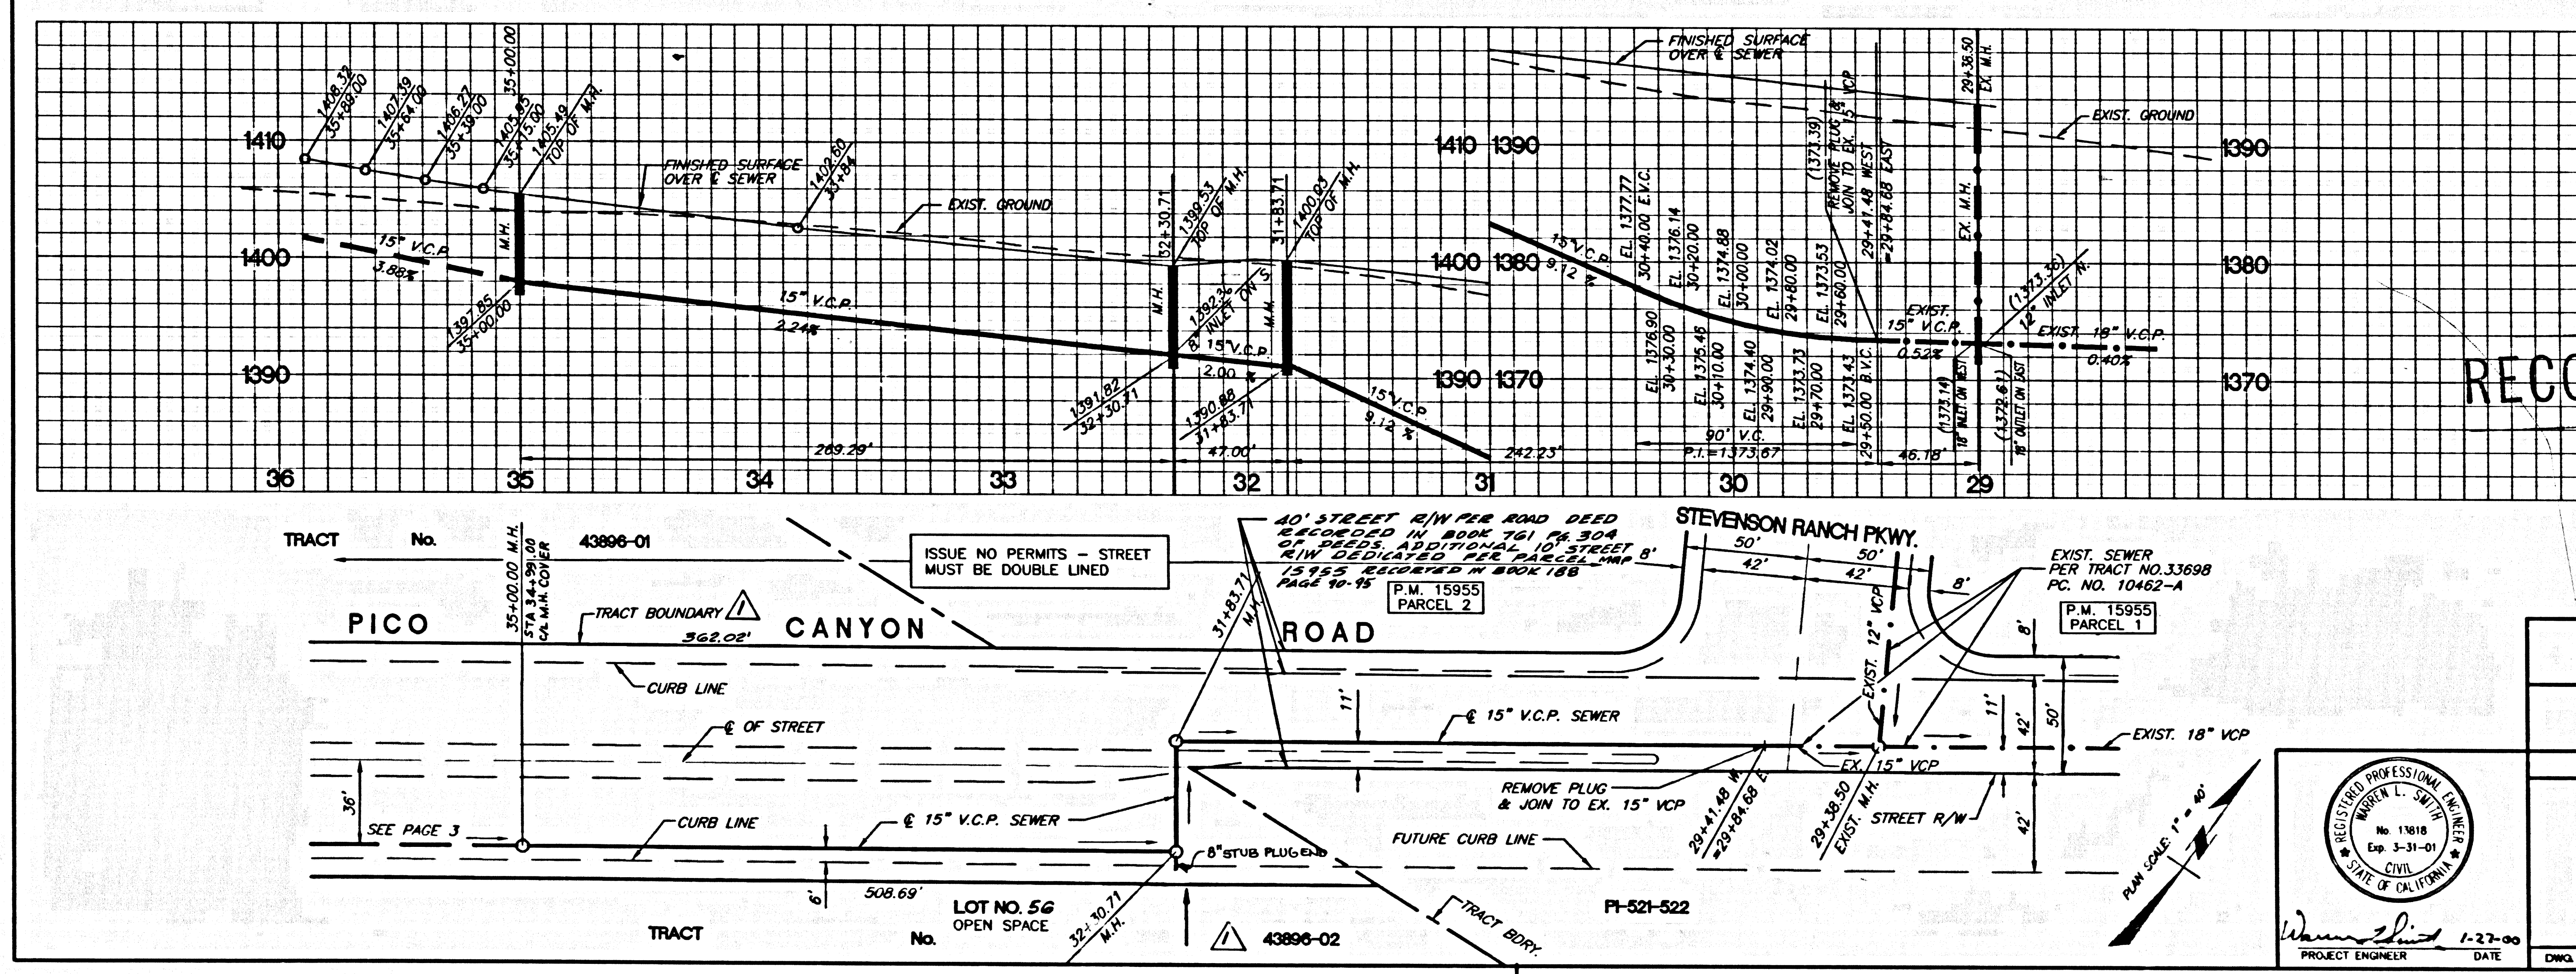 1408.32
35+89.00
1407.39
35+64.00
1406.27
35+39.00
1405.95
35+15.00
35+00.00
1405.49
TOP OF M.H.
FINISHED SURFACE
OVER ℄ SEWER
1402.60
33+84
EXIST. GROUND
32+30.71
1399.53
TOP OF M.H.
31+83.71
1400.03
TOP OF M.H.
FINISHED SURFACE
OVER ℄ SEWER
(1373.39)
REMOVE PLUG &
JOIN TO EX. 15" VCP
29+41.48 WEST
=29+84.68 EAST
29+38.50
EX. M.H.
EX. M.H.
EXIST. GROUND
1410
1400
1390
1410 1390
1400 1380
1390 1370
1390
1380
1370
15" V.C.P.
3.88%
M.H.
1397.85
35+00.00
15" V.C.P.
2.24%
M.H.
1392.36
8" INLET ON S.
M.H.
15" V.C.P.
2.00 %
1391.82
32+30.71
1390.88
31+83.71
15" V.C.P.
9.12 %
15" V.C.P.
9.12 %
EL. 1377.77
30+40.00 E.V.C.
EL. 1376.90
30+30.00
EL. 1376.14
30+20.00
EL. 1375.46
30+10.00
EL. 1374.88
30+00.00
EL. 1374.40
29+90.00
EL. 1374.02
29+80.00
EL. 1373.73
29+70.00
EL. 1373.53
29+60.00
EL. 1373.43
29+50.00 B.V.C.
EXIST.
15" V.C.P.
0.52%
(1373.36)
12" INLET N.
EXIST. 18" V.C.P.
0.40%
(1373.14)
18" INLET ON WEST
(1372.61)
18" OUTLET ON EAST
269.29'
47.00'
242.23'
90' V.C.
P.I.=1373.67
46.18'
36 35 34 33 32 31 30 29
TRACT No. 43896-01
35+00.00 M.H.
STA 34+99.00
C/L M.H. COVER
ISSUE NO PERMITS – STREET
MUST BE DOUBLE LINED
40' STREET R/W PER ROAD DEED
RECORDED IN BOOK 761 PG. 304
OF DEEDS. ADDITIONAL 10' STREET
R/W DEDICATED PER PARCEL MAP
15955 RECORTED IN BOOK 188
PAGE 90-95
P.M. 15955
PARCEL 2
STEVENSON RANCH PKWY.
8'
50'
50'
42'
42'
8'
EXIST. SEWER
PER TRACT NO.33698
PC. NO. 10462-A
P.M. 15955
PARCEL 1
TRACT BOUNDARY
1
362.02'
PICO CANYON ROAD
31+83.71
M.H.
EXIST. 12" VCP
8'
CURB LINE
℄ OF STREET
11'
℄ 15" V.C.P. SEWER
11'
42'
50'
EXIST. 18" VCP
EX. 15" VCP
REMOVE PLUG
& JOIN TO EX. 15" VCP
29+41.48 W.
=29+84.68 E.
29+38.50
EXIST. M.H.
STREET R/W
42'
36'
SEE PAGE 3
CURB LINE
℄ 15" V.C.P. SEWER
8" STUB PLUG END
FUTURE CURB LINE
6'
508.69'
LOT NO. 56
OPEN SPACE
32+30.71
M.H.
TRACT No. 43896-02
1
TRACT BDRY.
PI-521-522
PLAN SCALE: 1" = 40'
REGISTERED PROFESSIONAL ENGINEER
WARREN L. SMITH
No. 13818
Exp. 3-31-01
CIVIL
STATE OF CALIFORNIA
Warren L Smith 1-27-00
PROJECT ENGINEER DATE
DWG.